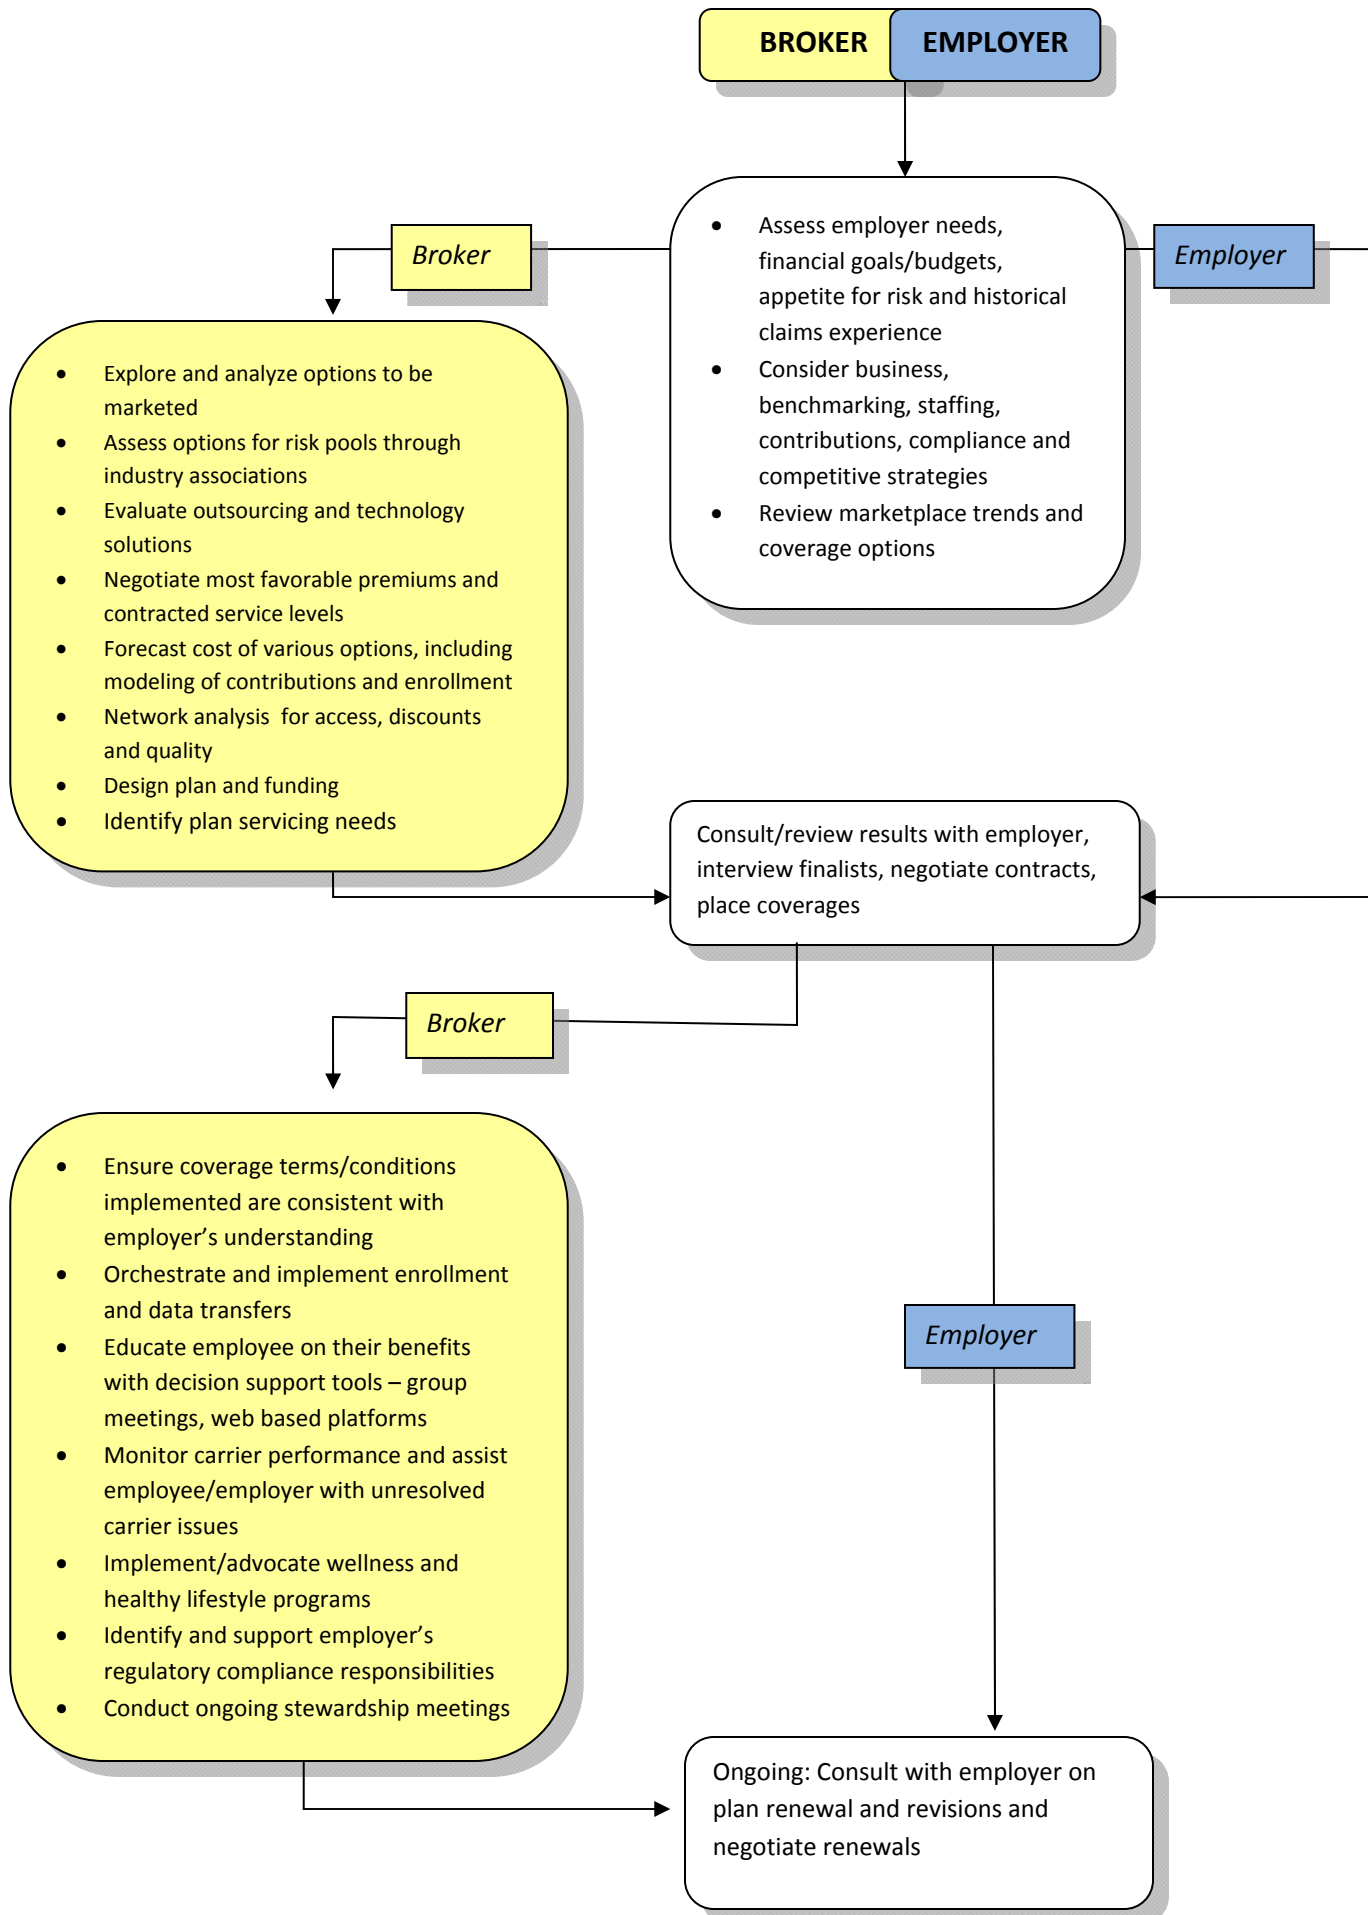 BROKER EMPLOYER
• Assess employer needs,
financial goals/budgets,
appetite for risk and historical
claims experience
• Consider business,
benchmarking, staffing,
contributions, compliance and
competitive strategies
• Review marketplace trends and
coverage options
Broker
Employer
• Explore and analyze options to be
marketed
• Assess options for risk pools through
industry associations
• Evaluate outsourcing and technology
solutions
• Negotiate most favorable premiums and
contracted service levels
• Forecast cost of various options, including
modeling of contributions and enrollment
• Network analysis for access, discounts
and quality
• Design plan and funding
• Identify plan servicing needs
Consult/review results with employer,
interview finalists, negotiate contracts,
place coverages
Broker
• Ensure coverage terms/conditions
implemented are consistent with
employer’s understanding
• Orchestrate and implement enrollment
and data transfers
• Educate employee on their benefits
with decision support tools – group
meetings, web based platforms
• Monitor carrier performance and assist
employee/employer with unresolved
carrier issues
• Implement/advocate wellness and
healthy lifestyle programs
• Identify and support employer’s
regulatory compliance responsibilities
• Conduct ongoing stewardship meetings
Employer
Ongoing: Consult with employer on
plan renewal and revisions and
negotiate renewals